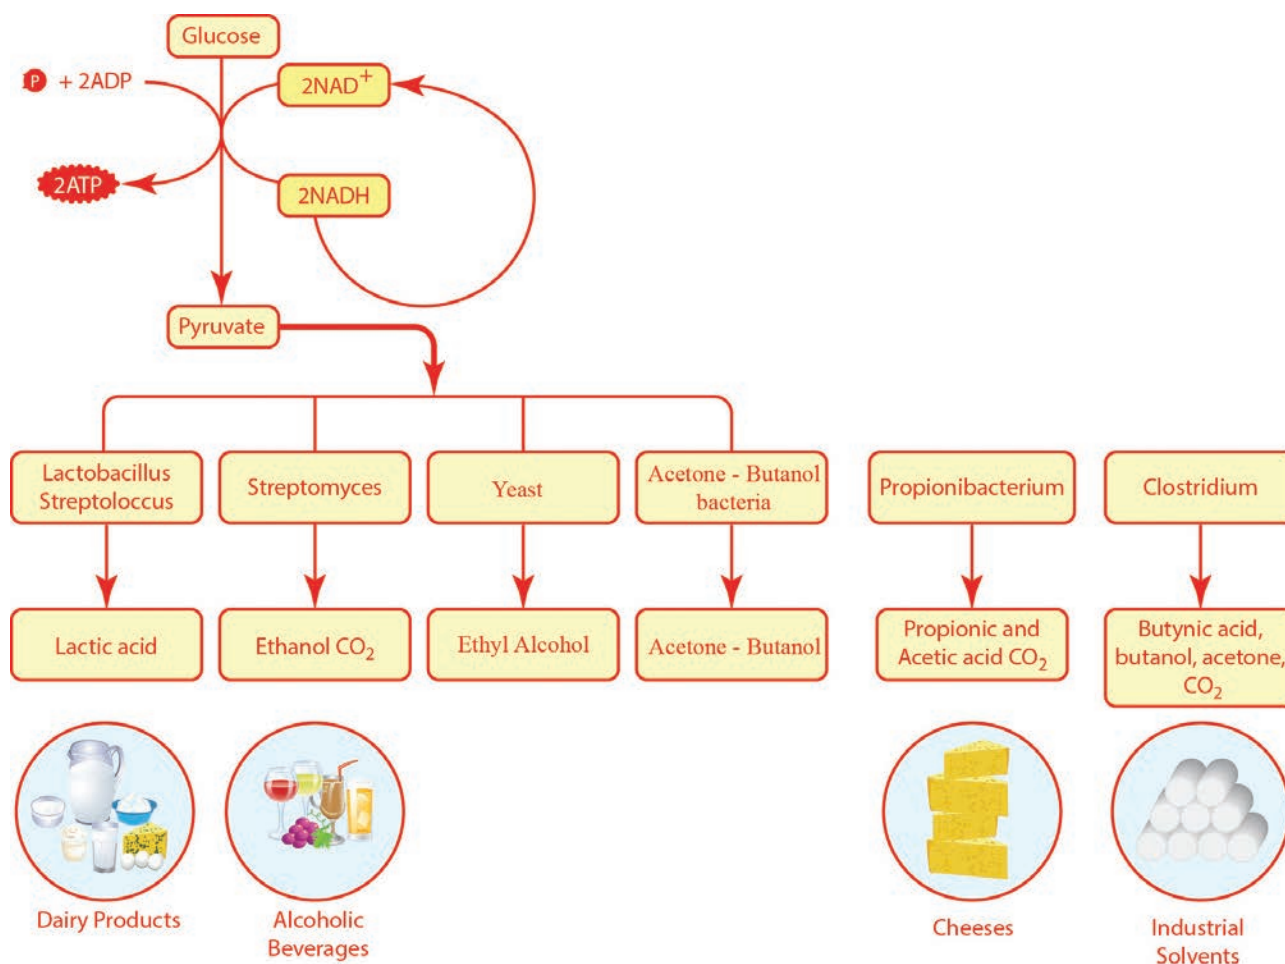 Glucose
P + 2ADP
2NAD+
2ATP
2NADH
Pyruvate
Lactobacillus
Streptoloccus
Streptomyces
Yeast
Acetone - Butanol
bacteria
Propionibacterium
Clostridium
Lactic acid
Ethanol CO2
Ethyl Alcohol
Acetone - Butanol
Propionic and
Acetic acid CO2
Butynic acid,
butanol, acetone,
CO2
Dairy Products
Alcoholic
Beverages
Cheeses
Industrial
Solvents